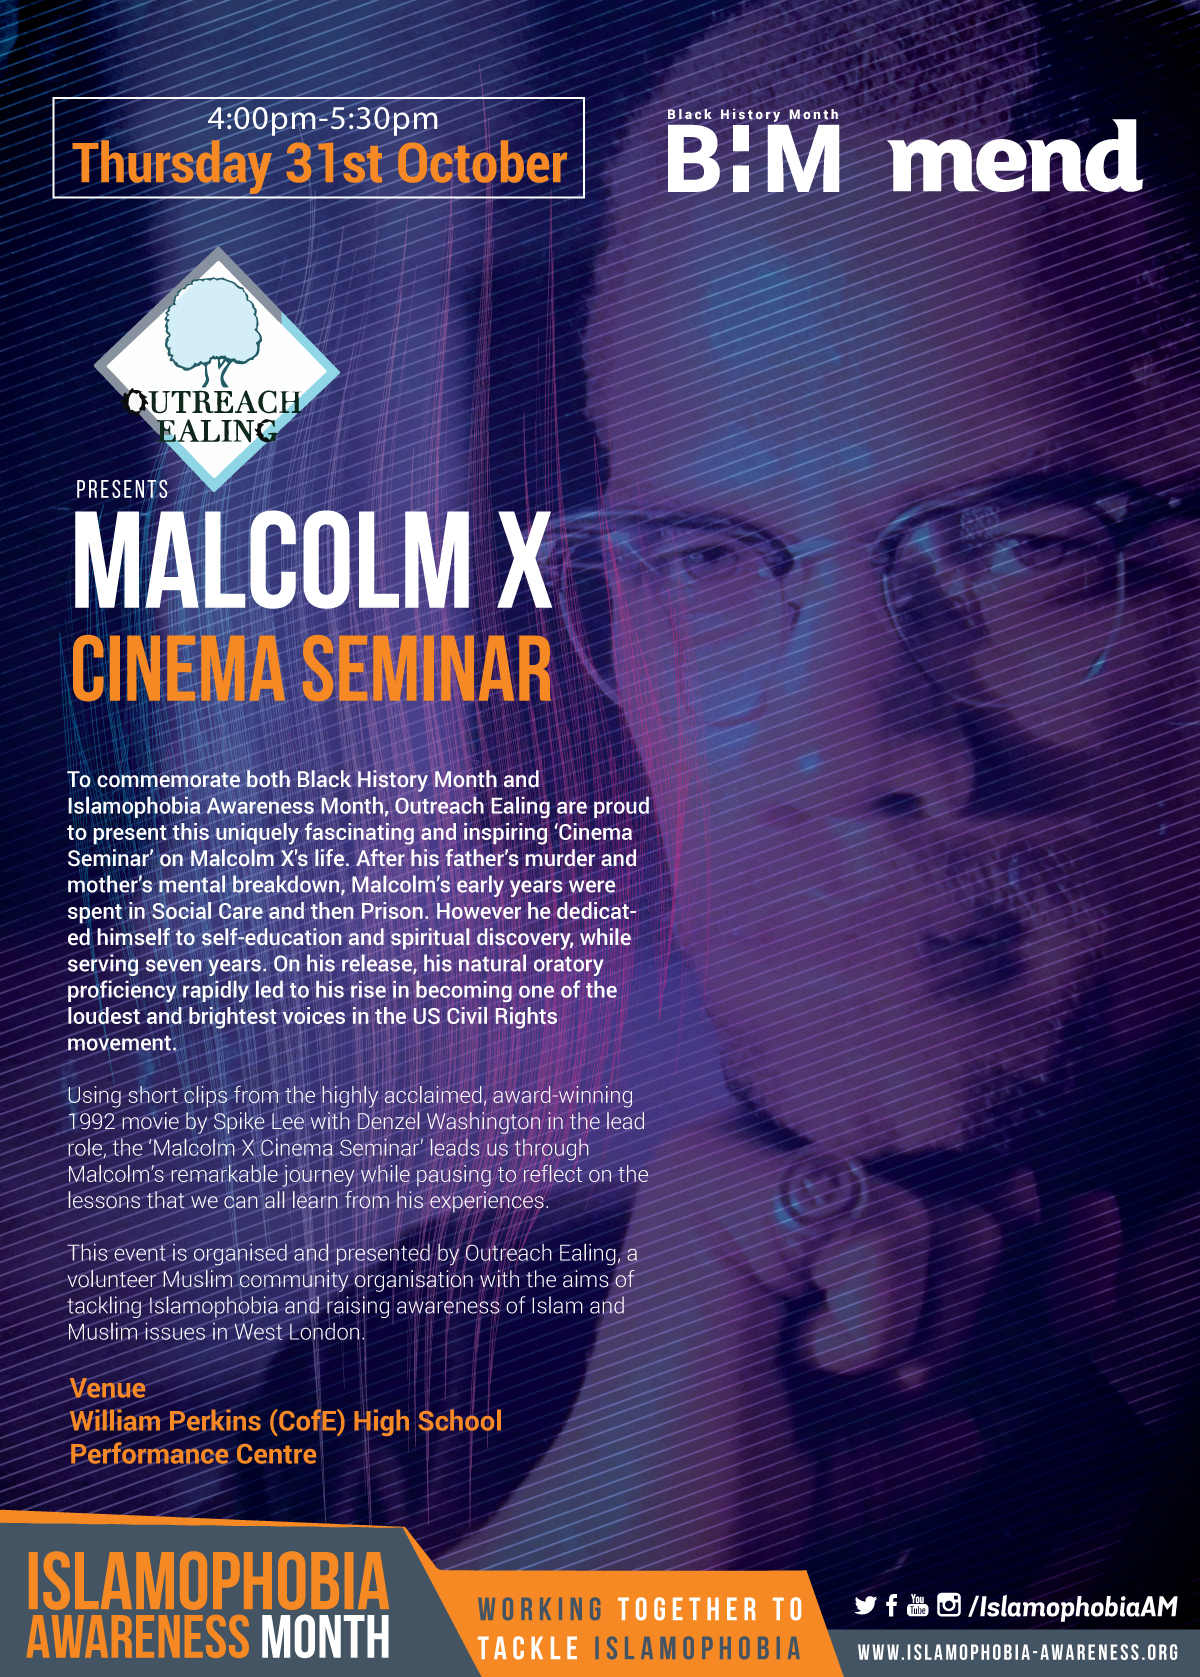 4:00pm-5:30pm
Thursday 31st October
Black History Month
BHM mend
OUTREACH
EALING
PRESENTS
MALCOLM X
CINEMA SEMINAR
To commemorate both Black History Month and
Islamophobia Awareness Month, Outreach Ealing are proud
to present this uniquely fascinating and inspiring ‘Cinema
Seminar’ on Malcolm X's life. After his father’s murder and
mother’s mental breakdown, Malcolm’s early years were
spent in Social Care and then Prison. However he dedicat-
ed himself to self-education and spiritual discovery, while
serving seven years. On his release, his natural oratory
proficiency rapidly led to his rise in becoming one of the
loudest and brightest voices in the US Civil Rights
movement.
Using short clips from the highly acclaimed, award-winning
1992 movie by Spike Lee with Denzel Washington in the lead
role, the ‘Malcolm X Cinema Seminar’ leads us through
Malcolm’s remarkable journey while pausing to reflect on the
lessons that we can all learn from his experiences.
This event is organised and presented by Outreach Ealing, a
volunteer Muslim community organisation with the aims of
tackling Islamophobia and raising awareness of Islam and
Muslim issues in West London.
Venue
William Perkins (CofE) High School
Performance Centre
ISLAMOPHOBIA
AWARENESS MONTH
WORKING TOGETHER TO
TACKLE ISLAMOPHOBIA
You Tube /IslamophobiaAM
WWW.ISLAMOPHOBIA-AWARENESS.ORG